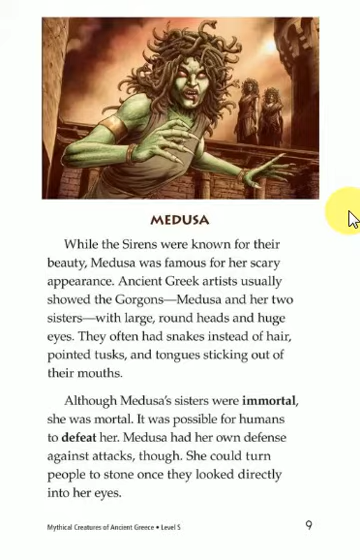 MEDUSA
While the Sirens were known for their
beauty, Medusa was famous for her scary
appearance. Ancient Greek artists usually
showed the Gorgons—Medusa and her two
sisters—with large, round heads and huge
eyes. They often had snakes instead of hair,
pointed tusks, and tongues sticking out of
their mouths.
Although Medusa's sisters were immortal,
she was mortal. It was possible for humans
to defeat her. Medusa had her own defense
against attacks, though. She could turn
people to stone once they looked directly
into her eyes.
Mythical Creatures of Ancient Greece • Level S
9